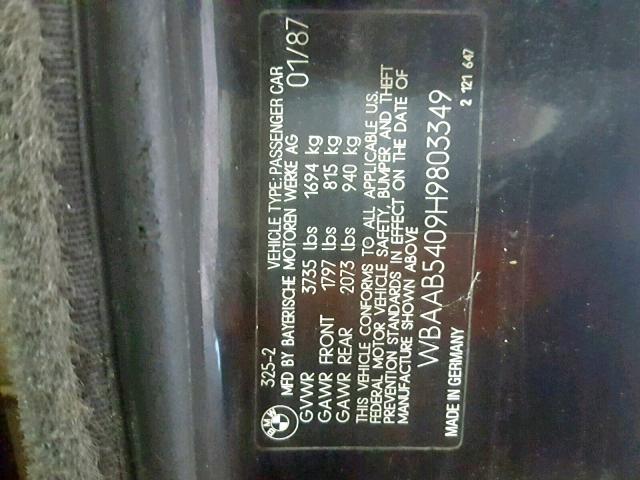 325-2 VEHICLE TYPE: PASSENGER CAR
MFD BY BAYERISCHE MOTOREN WERKE AG 01/87
GVWR 3735 lbs 1694 kg
GAWR FRONT 1797 lbs 815 kg
GAWR REAR 2073 lbs 940 kg
THIS VEHICLE CONFORMS TO ALL APPLICABLE U.S.
FEDERAL MOTOR VEHICLE SAFETY, BUMPER AND THEFT
PREVENTION STANDARDS IN EFFECT ON THE DATE OF
MANUFACTURE SHOWN ABOVE
WBAAB5409H9803349
MADE IN GERMANY 2 121 647
BMW